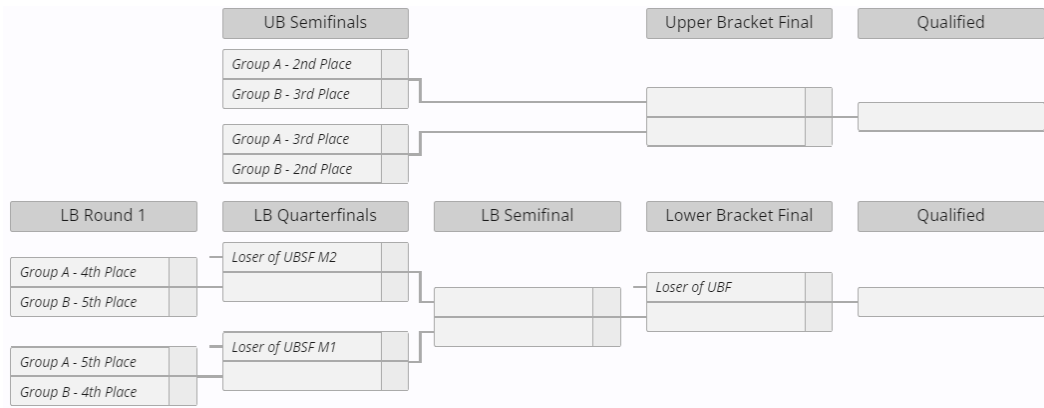 UB Semifinals
Upper Bracket Final
Qualified
Group A - 2nd Place
Group B - 3rd Place
Group A - 3rd Place
Group B - 2nd Place
LB Round 1
LB Quarterfinals
LB Semifinal
Lower Bracket Final
Qualified
Group A - 4th Place
Group B - 5th Place
Loser of UBSF M2
Loser of UBF
Group A - 5th Place
Group B - 4th Place
Loser of UBSF M1